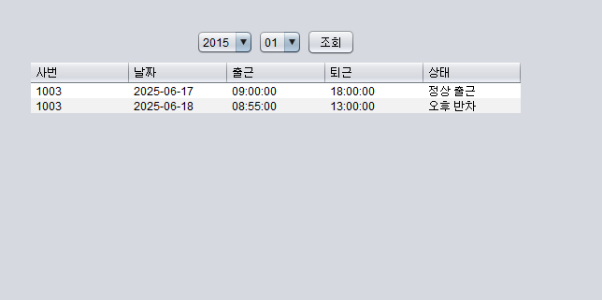 2015 01 조회
사번 날짜 출근 퇴근 상태
1003 2025-06-17 09:00:00 18:00:00 정상 출근
1003 2025-06-18 08:55:00 13:00:00 오후 반차